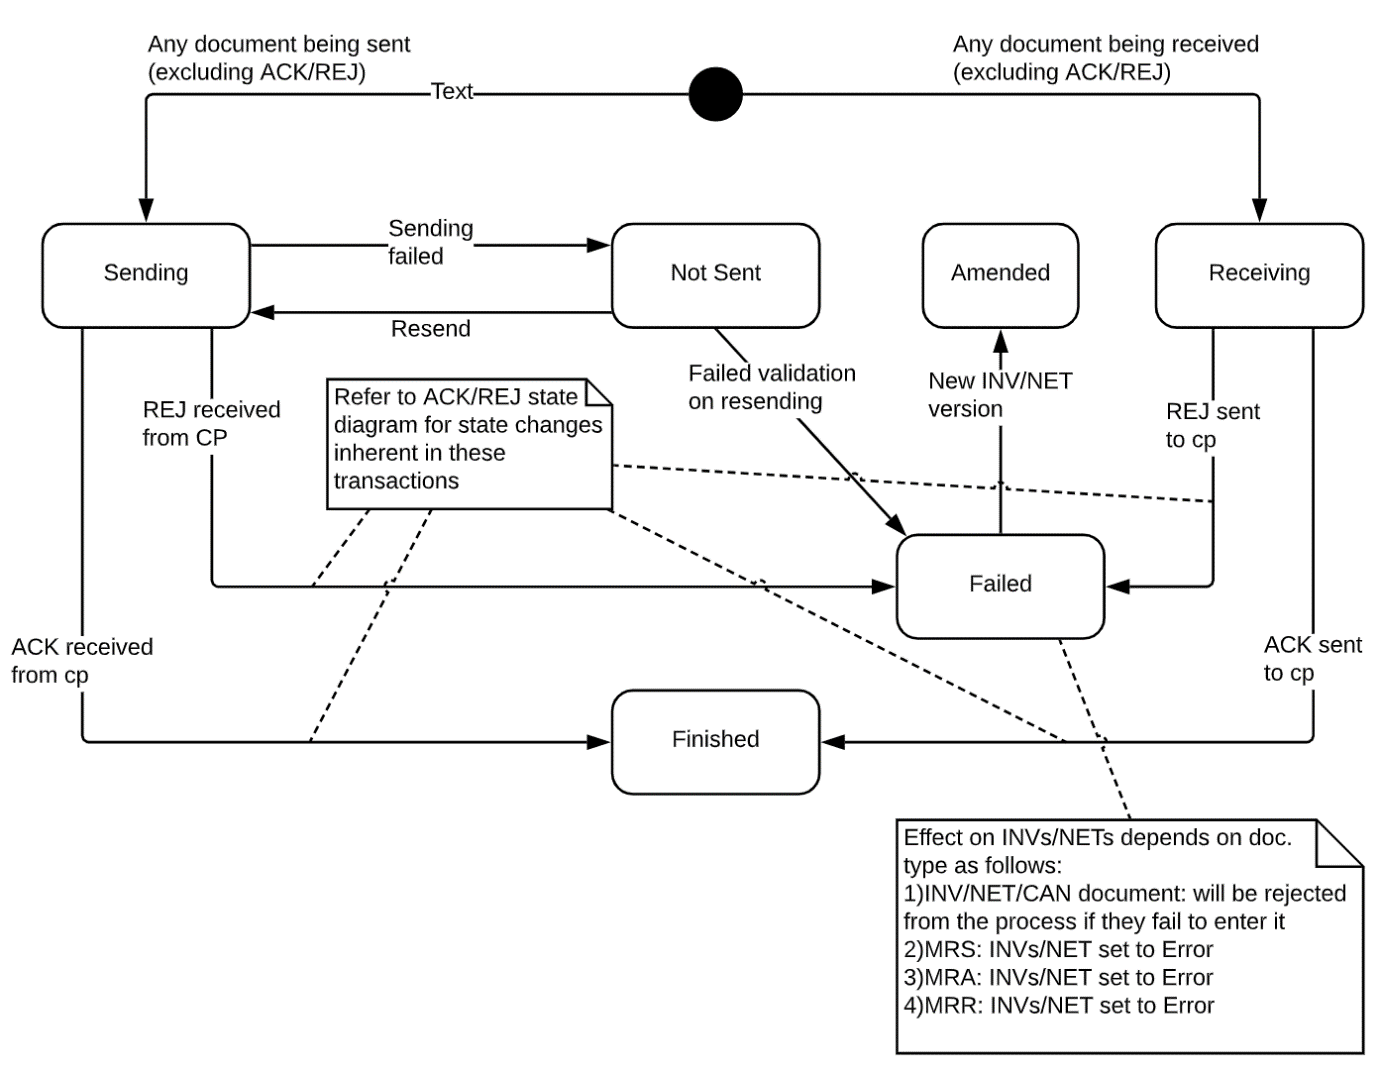 Any document being sent
(excluding ACK/REJ)
Any document being received
(excluding ACK/REJ)
Text
Sending
Sending
failed
Resend
Not Sent
Amended
Receiving
Failed validation
on resending
New INV/NET
version
REJ received
from CP
Refer to ACK/REJ state
diagram for state changes
inherent in these
transactions
REJ sent
to cp
Failed
ACK received
from cp
ACK sent
to cp
Finished
Effect on INVs/NETs depends on doc.
type as follows:
1)INV/NET/CAN document: will be rejected
from the process if they fail to enter it
2)MRS: INVs/NET set to Error
3)MRA: INVs/NET set to Error
4)MRR: INVs/NET set to Error